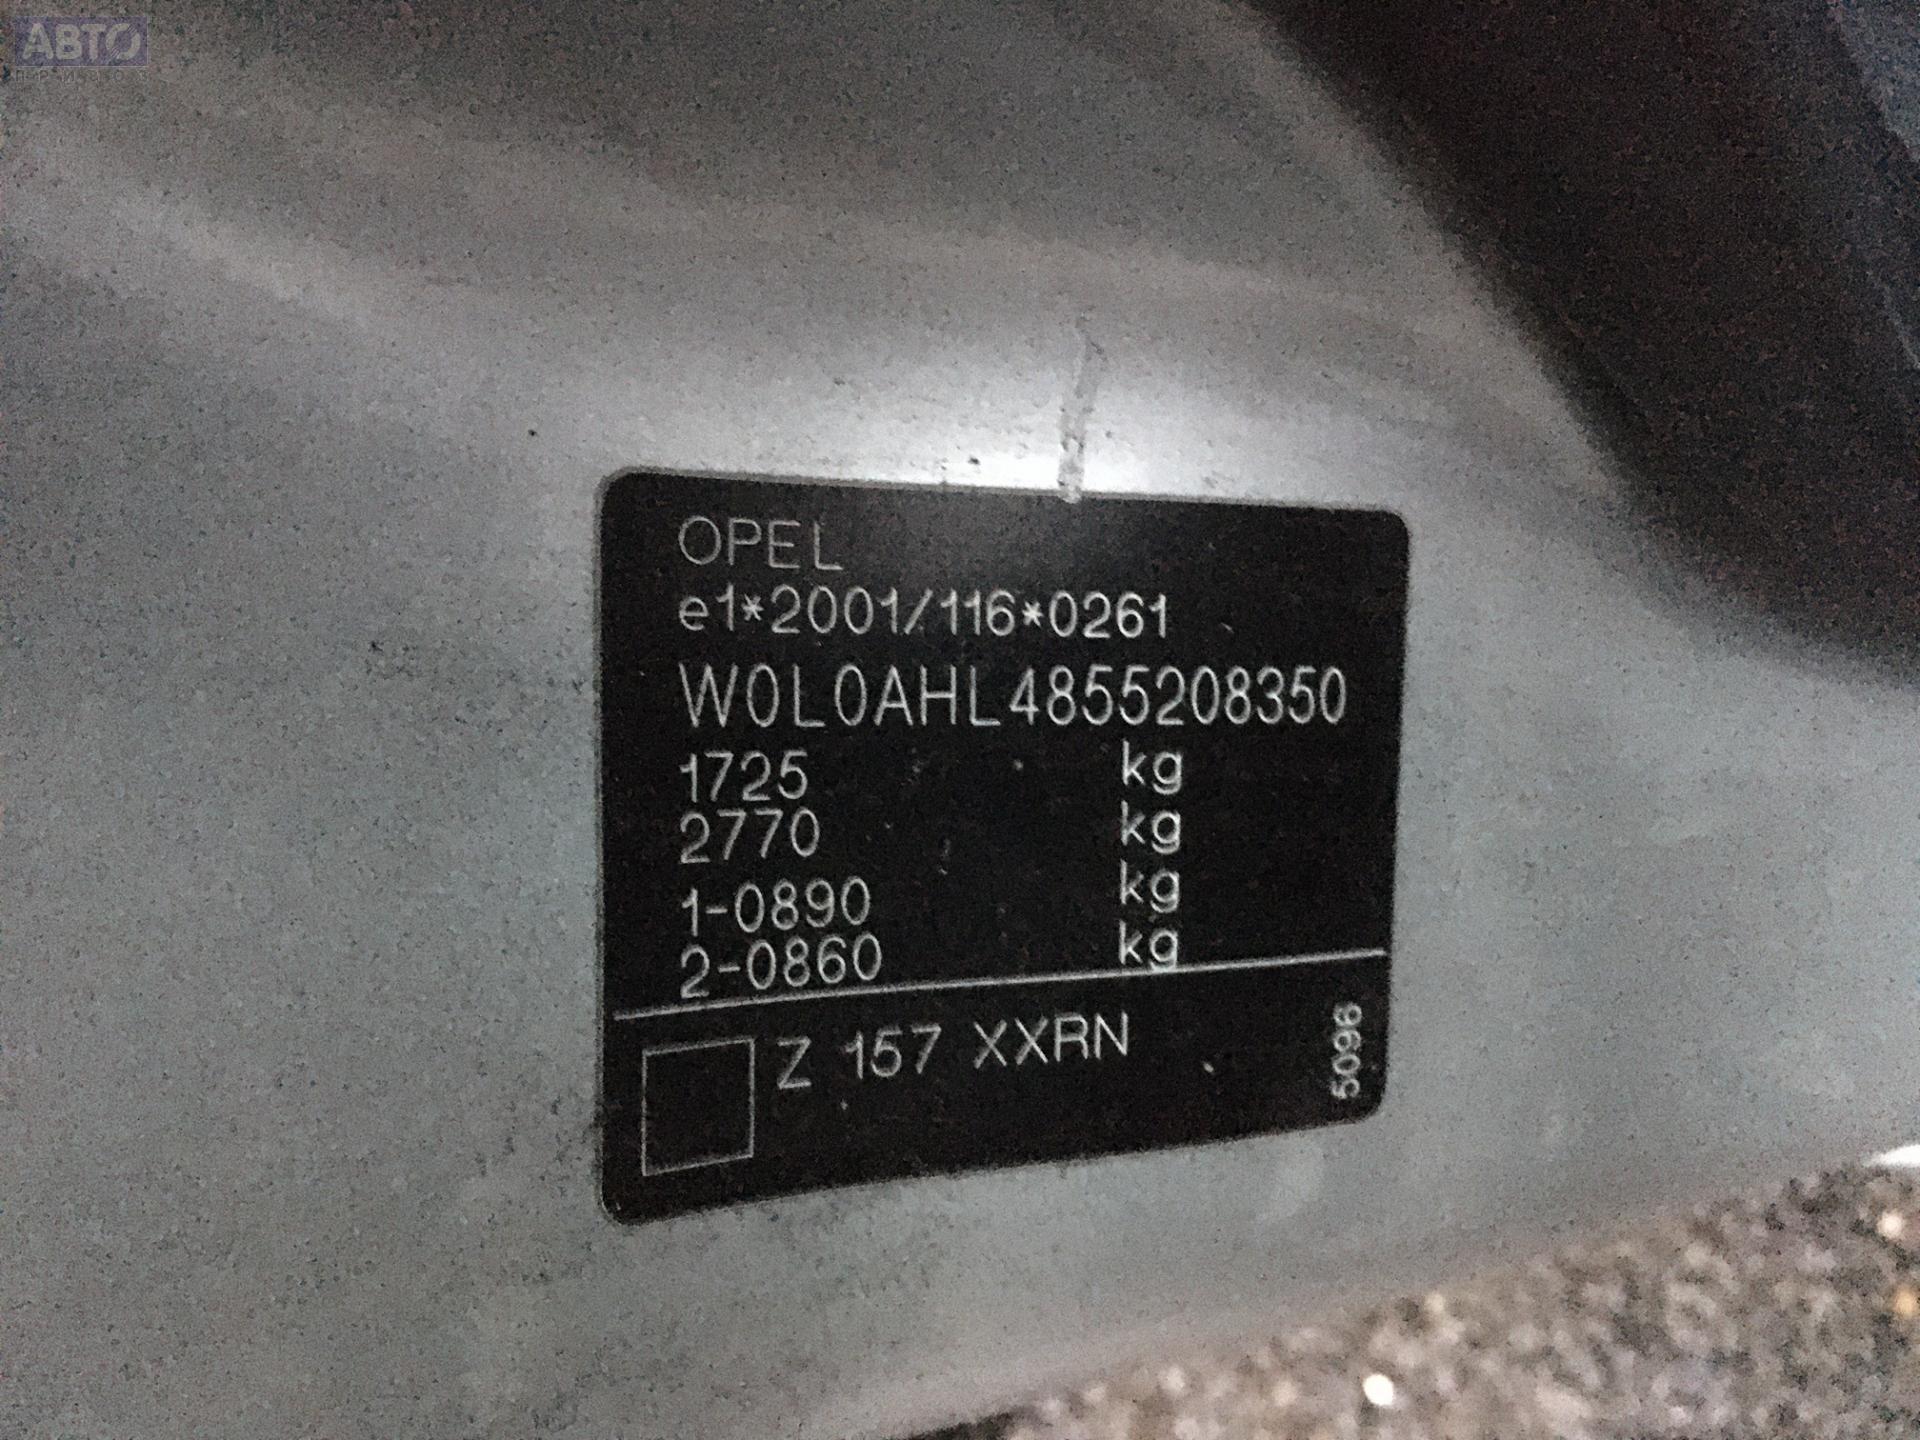 АВТО
ПРИВОЗ
OPEL
e1*2001/116*0261
W0L0AHL4855208350
1725 kg
2770 kg
1-0890 kg
2-0860 kg
Z 157 XXRN
5096